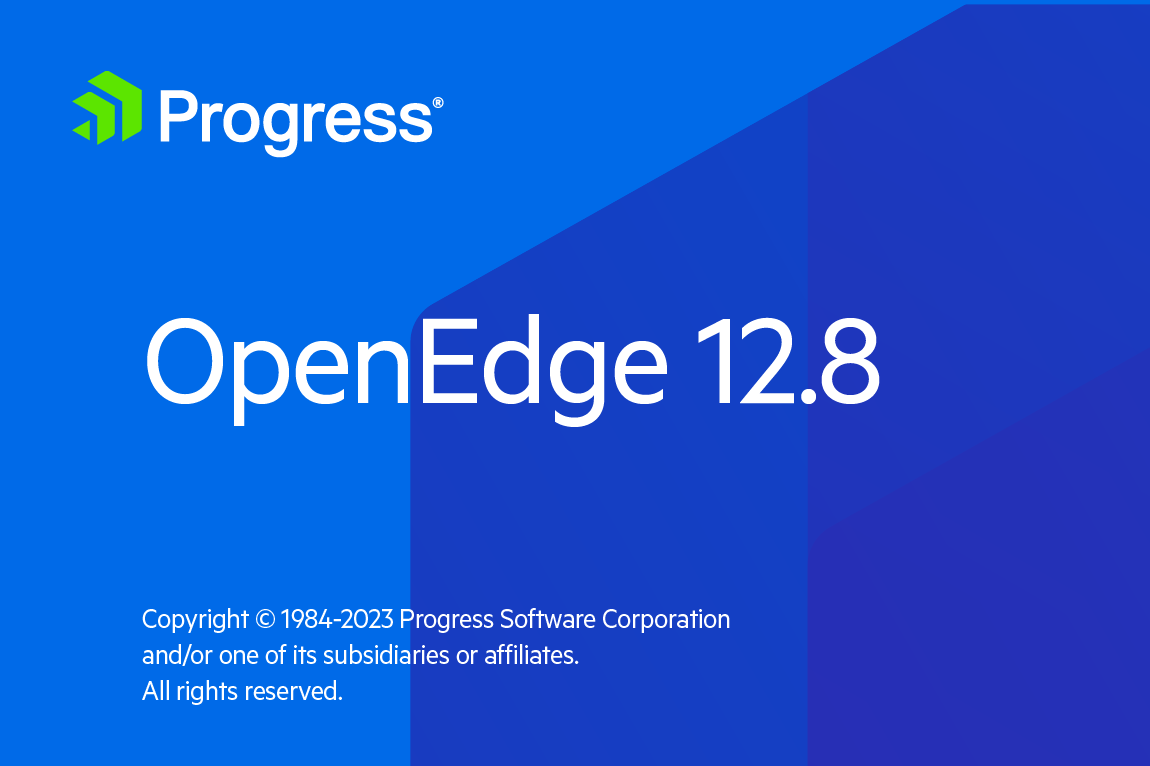 Progress®
OpenEdge 12.8
Copyright © 1984-2023 Progress Software Corporation
and/or one of its subsidiaries or affiliates.
All rights reserved.